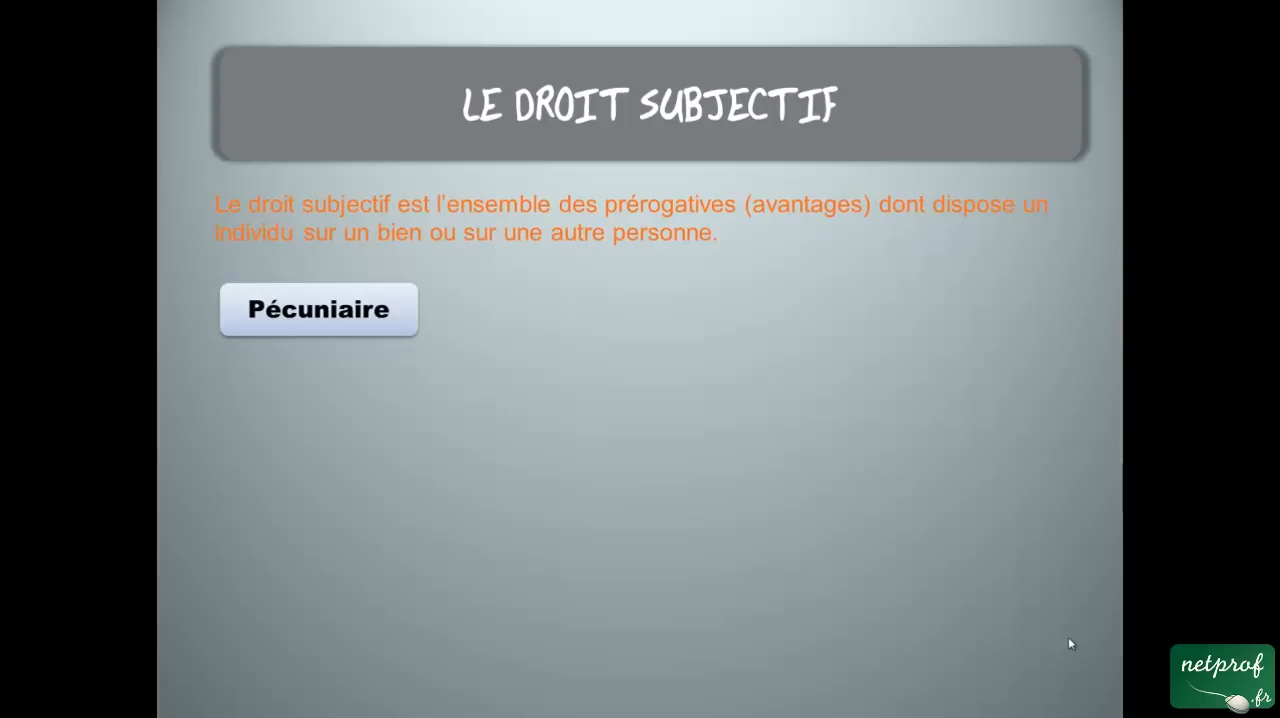 LE DROIT SUBJECTIF
Le droit subjectif est l'ensemble des prérogatives (avantages) dont dispose un
individu sur un bien ou sur une autre personne.
Pécuniaire
netprof
.fr